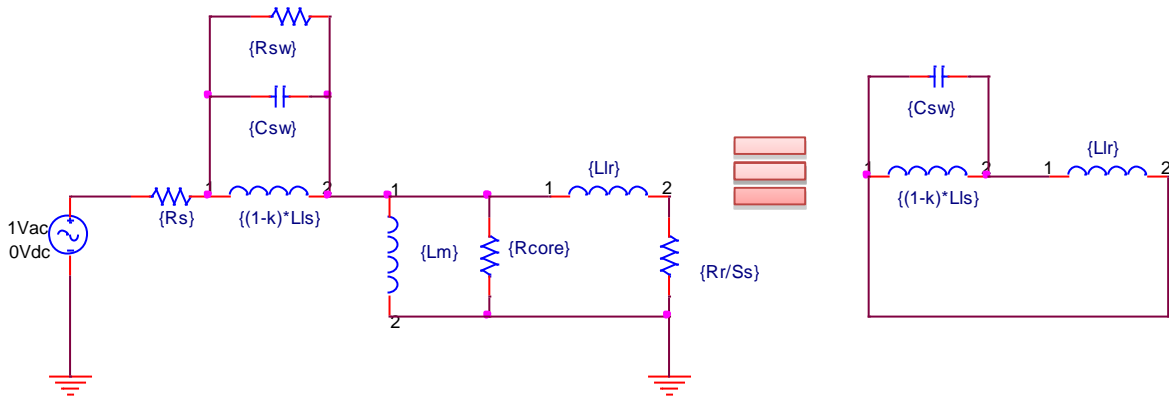 {Rsw}
{Csw}
{Csw}
1 2
{Rs}
{(1-k)*Lls}
1Vac
0Vdc
1
2
{Lm}
{Rcore}
1 2
{Llr}
{Rr/Ss}
1 2
{(1-k)*Lls}
1 2
{Llr}